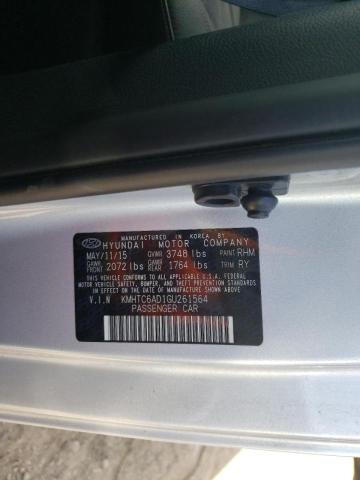 MANUFACTURED IN KOREA BY
HYUNDAI MOTOR COMPANY
MAY/11/15 GVWR 3748 lbs PAINT RHM
GAWR FRONT 2072 lbs GAWR REAR 1764 lbs TRIM RY
THIS VEHICLE CONFORMS TO ALL APPLICABLE U.S.A FEDERAL
MOTOR VEHICLE SAFETY, BUMPER, AND THEFT PREVENTION
STANDARDS IN EFFECT ON THE DATE OF MANUFACTURE
SHOWN ABOVE.
V.I.N KMHTC6AD1GU261564
PASSENGER CAR